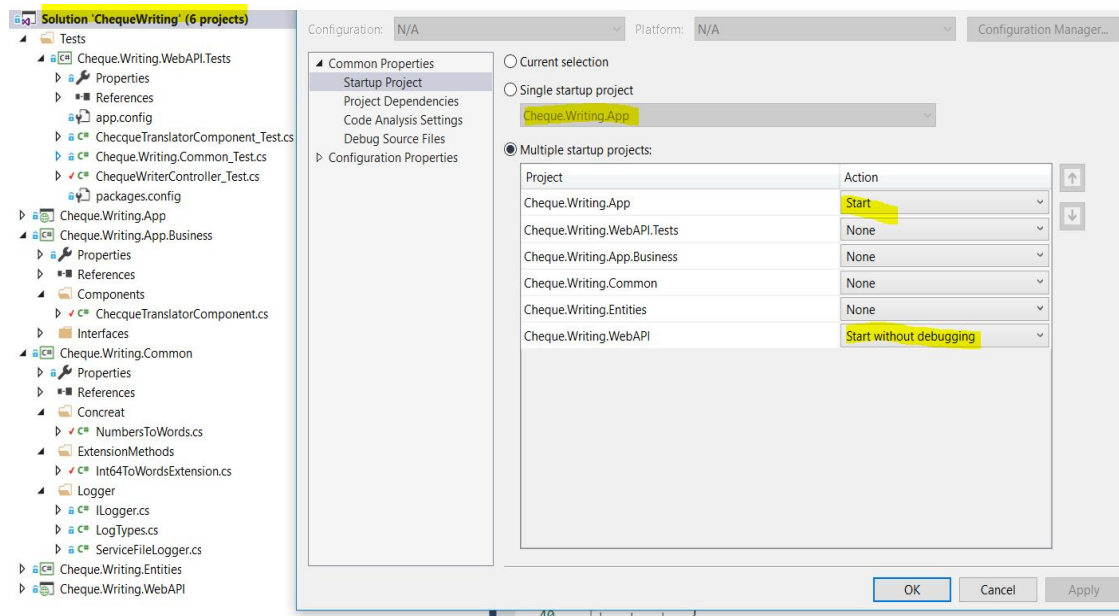 Solution 'ChequeWriting' (6 projects)
Tests
Cheque.Writing.WebAPI.Tests
Properties
References
app.config
ChecqueTranslatorComponent_Test.cs
Cheque.Writing.Common_Test.cs
ChequeWriterController_Test.cs
packages.config
Cheque.Writing.App
Cheque.Writing.App.Business
Properties
References
Components
ChecqueTranslatorComponent.cs
Interfaces
Cheque.Writing.Common
Properties
References
Concreat
NumbersToWords.cs
ExtensionMethods
Int64ToWordsExtension.cs
Logger
ILogger.cs
LogTypes.cs
ServiceFileLogger.cs
Cheque.Writing.Entities
Cheque.Writing.WebAPI
Configuration: N/A Platform: N/A Configuration Manager...
Common Properties
Startup Project
Project Dependencies
Code Analysis Settings
Debug Source Files
Configuration Properties
Current selection
Single startup project
Cheque.Writing.App
Multiple startup projects:
Project Action
Cheque.Writing.App Start
Cheque.Writing.WebAPI.Tests None
Cheque.Writing.App.Business None
Cheque.Writing.Common None
Cheque.Writing.Entities None
Cheque.Writing.WebAPI Start without debugging
OK Cancel Apply